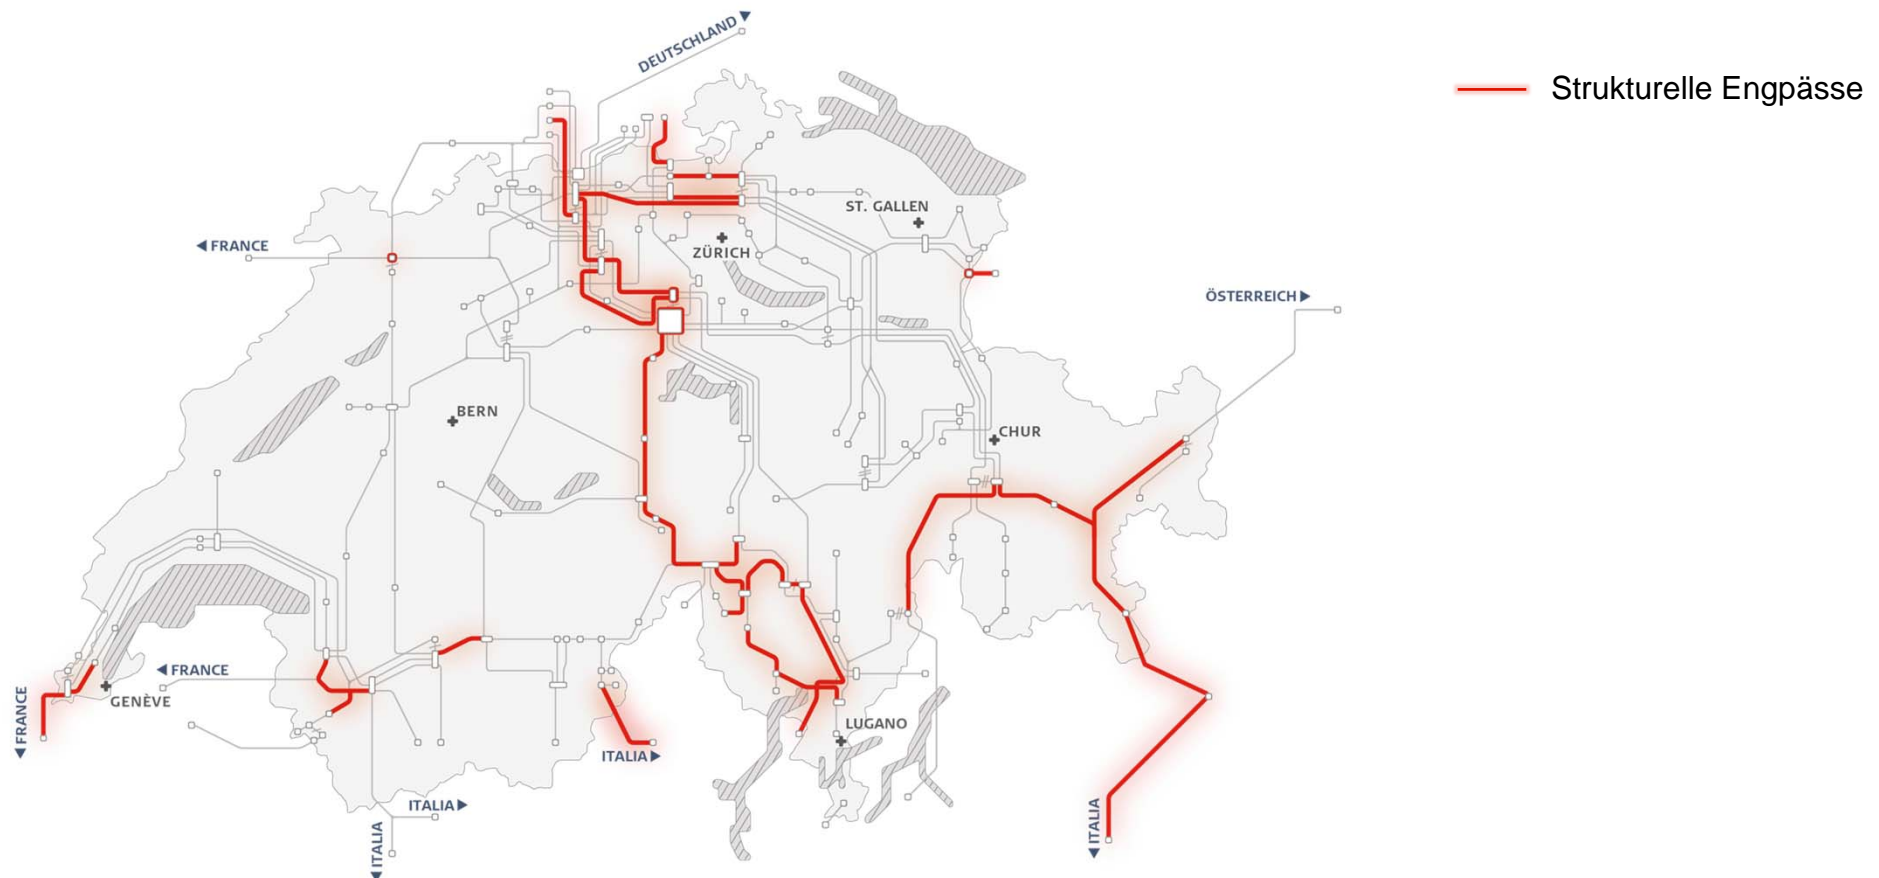 DEUTSCHLAND
Strukturelle Engpässe
ST. GALLEN
FRANCE
ZÜRICH
ÖSTERREICH
BERN
CHUR
FRANCE
GENÈVE
FRANCE
LUGANO
ITALIA
ITALIA
ITALIA
ITALIA